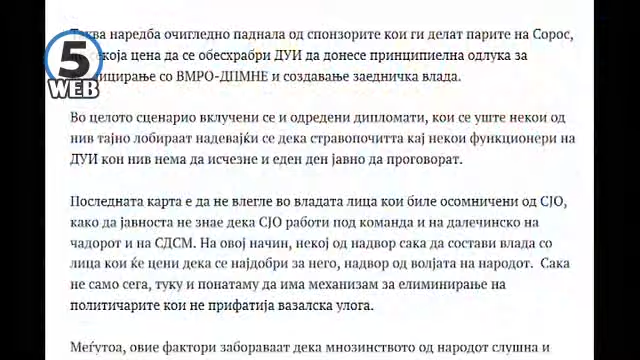 Таква наредба очигледно паднала од спонзорите кои ги делат парите на Сорос,
секоја цена да се обесхрабри ДУИ да донесе принципиелна одлука за
со ВМРО-ДПМНЕ и создавање заедничка влада.
5
WEB
Во целото сценарио вклучени се и одредени дипломати, кои се уште некои од
нив тајно лобираат надевајќи се дека стравопочитта кај некои функционери на
ДУИ кон нив нема да исчезне и еден ден јавно да проговорат.
Последната карта е да не влегле во владата лица кои биле осомничени од СЈО,
како да јавноста не знае дека СЈО работи под команда и на далечинско на
чадорот и на СДСМ. На овој начин, некој од надвор сака да состави влада со
лица кои ќе цени дека се најдобри за него, надвор од волјата на народот. Сака
не само сега, туку и понатаму да има механизам за елиминирање на
политичарите кои не прифатија вазалска улога.
Меѓутоа, овие фактори забораваат дека мнозинството од народот слушна и